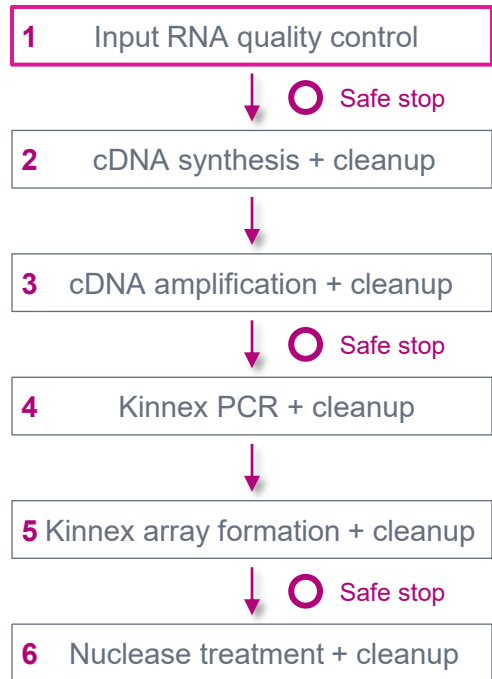 1 Input RNA quality control
Safe stop
2 cDNA synthesis + cleanup
3 cDNA amplification + cleanup
Safe stop
4 Kinnex PCR + cleanup
5 Kinnex array formation + cleanup
Safe stop
6 Nuclease treatment + cleanup